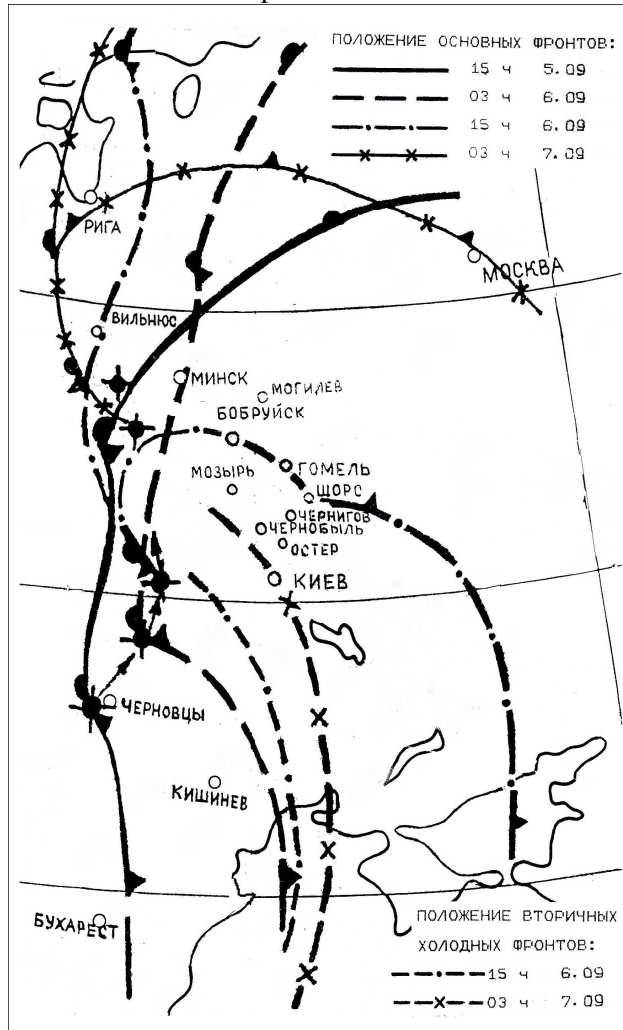 ПОЛОЖЕНИЕ ОСНОВНЫХ ФРОНТОВ:
15 ч 5.09
03 ч 6.09
15 ч 6.09
03 ч 7.09
РИГА
МОСКВА
ВИЛЬНЮС
МИНСК
МОГИЛЕВ
БОБРУЙСК
МОЗЫРЬ
ГОМЕЛЬ
ЩОРС
ЧЕРНИГОВ
ЧЕРНОБЫЛЬ
ОСТЕР
КИЕВ
ЧЕРНОВЦЫ
КИШИНЕВ
БУХАРЕСТ
ПОЛОЖЕНИЕ ВТОРИЧНЫХ
ХОЛОДНЫХ ФРОНТОВ:
15 ч 6.09
03 ч 7.09